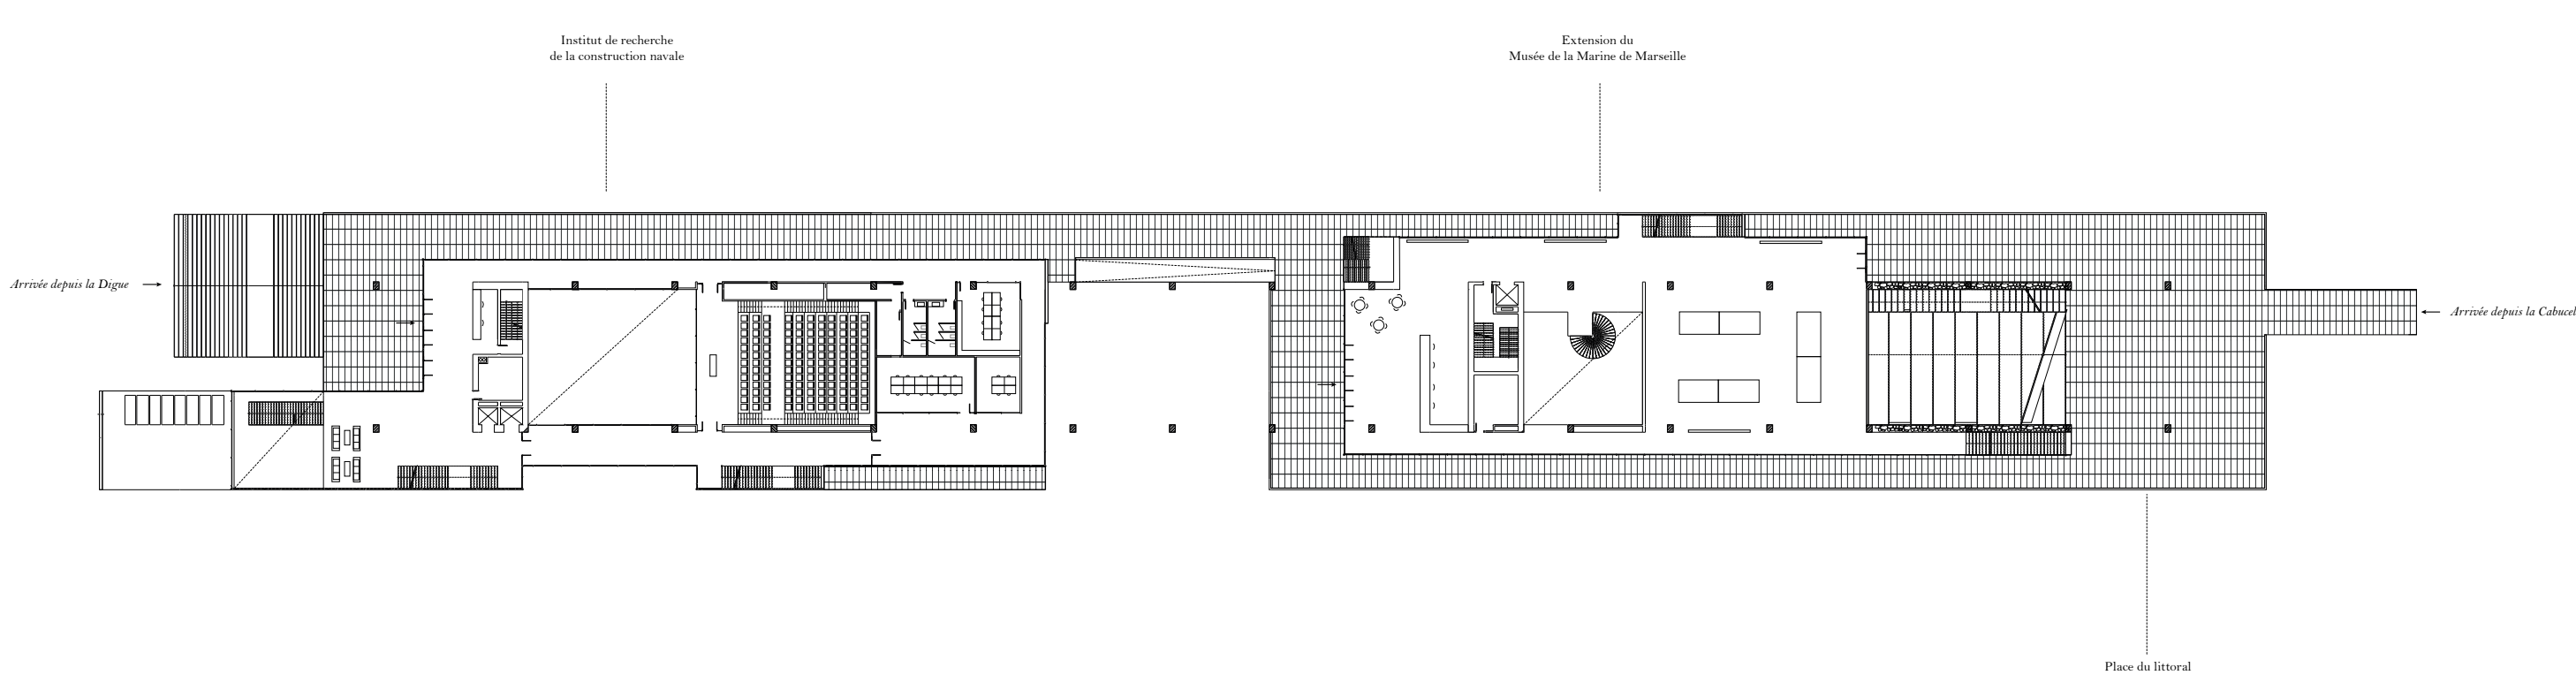 Institut de recherche
de la construction navale
Extension du
Musée de la Marine de Marseille
Arrivée depuis la Digue
Arrivée depuis la Cabucel
Place du littoral